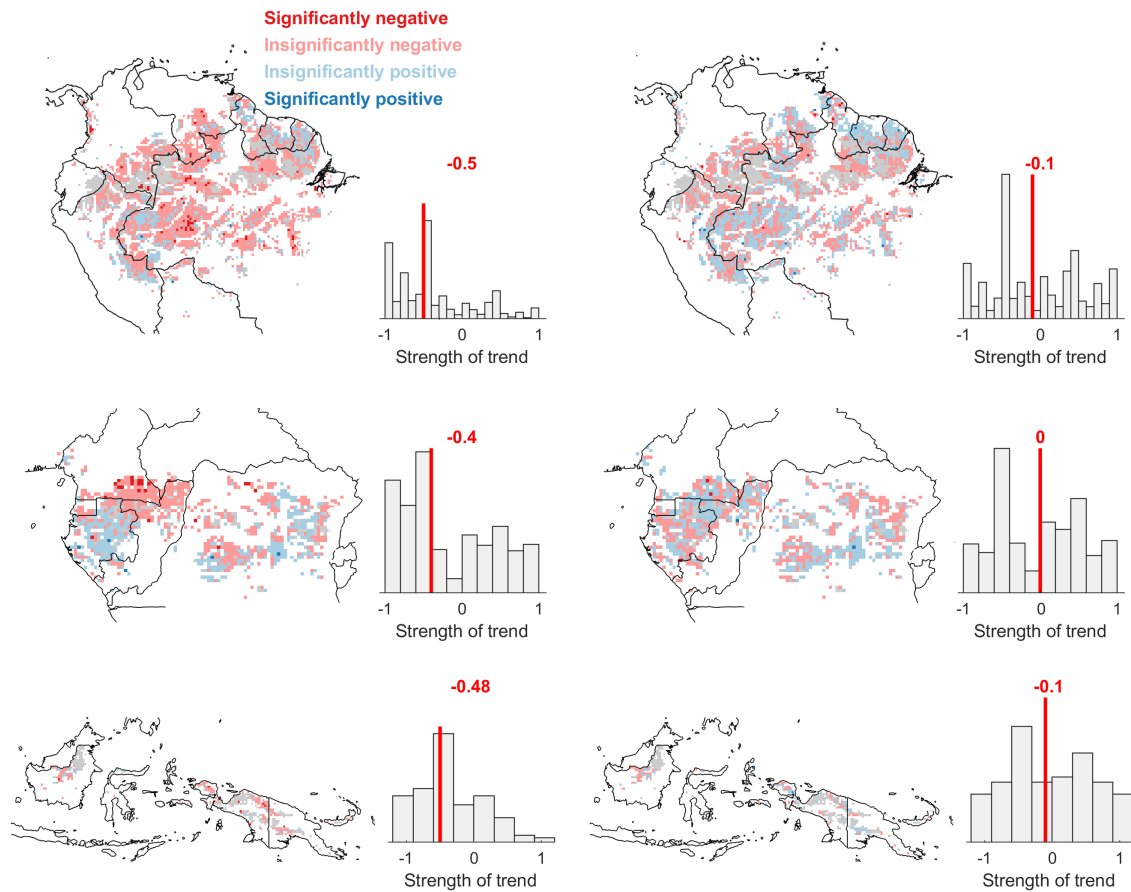 Significantly negative
Insignificantly negative
Insignificantly positive
Significantly positive
-0.5
-1 0 1
Strength of trend
-0.1
-1 0 1
Strength of trend
-0.4
-1 0 1
Strength of trend
0
-1 0 1
Strength of trend
-0.48
-1 0 1
Strength of trend
-0.1
-1 0 1
Strength of trend